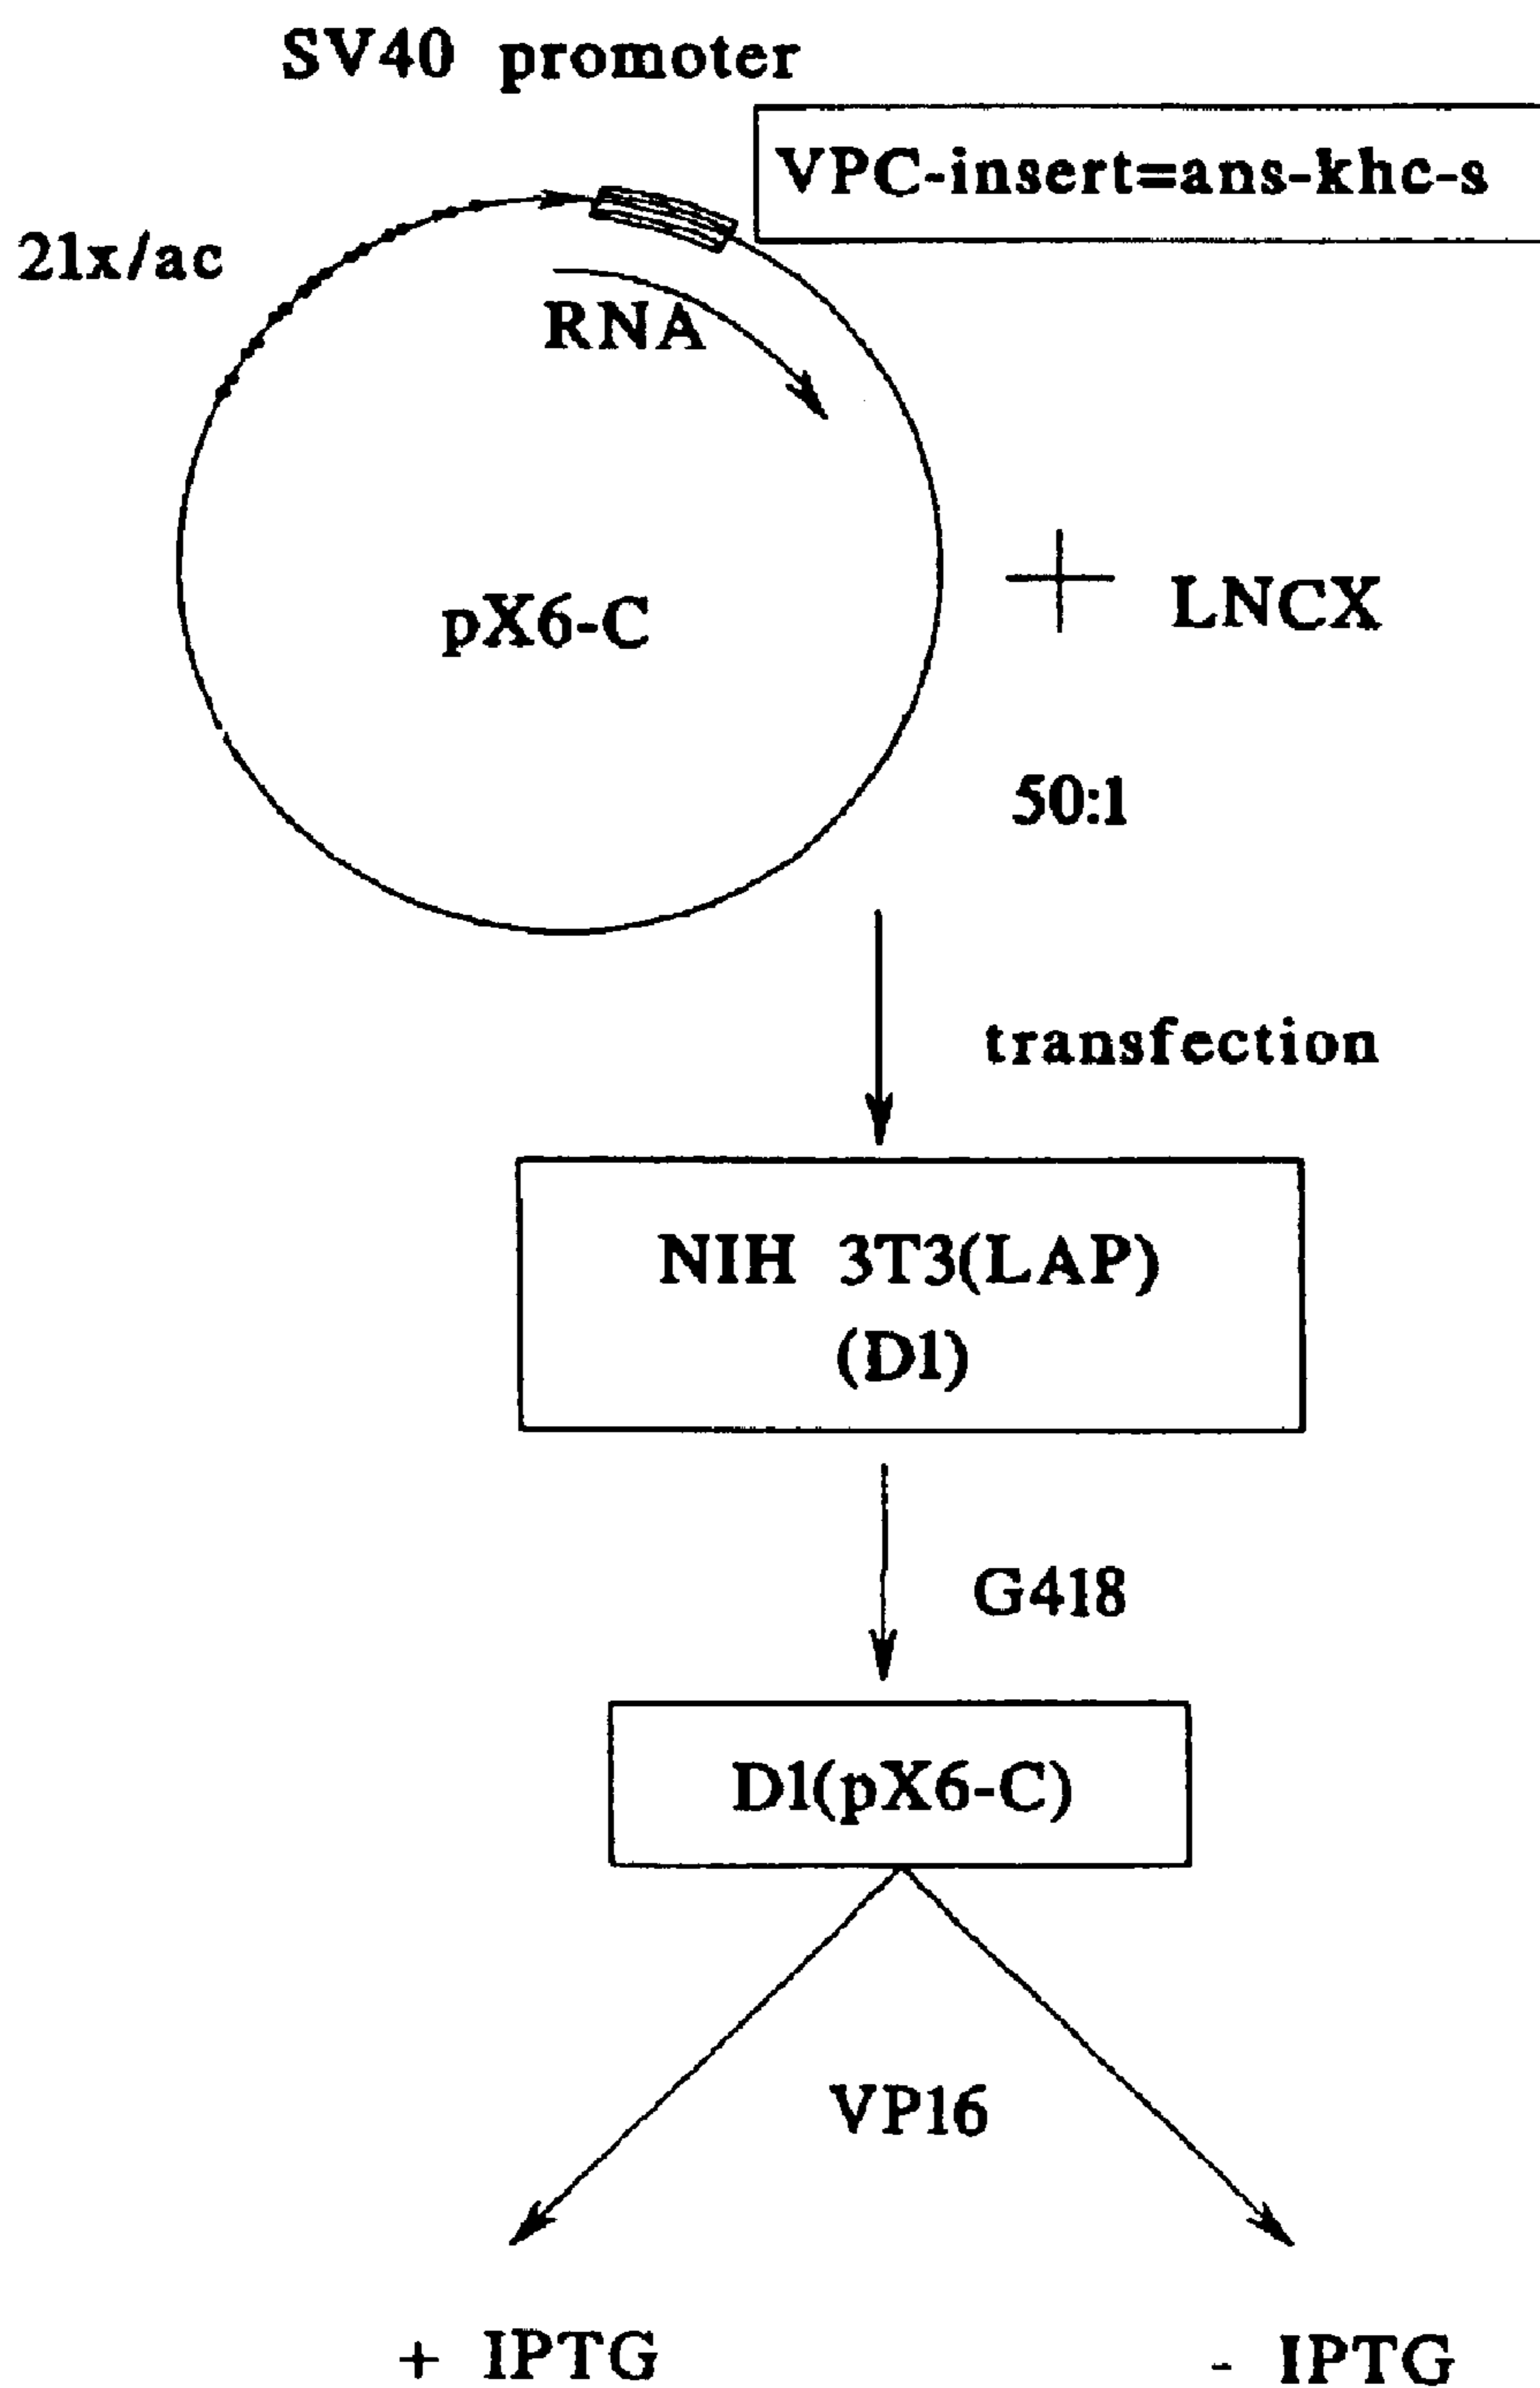 SV40 promoter
VPC-insert=ans-khc-s
21x/ac
RNA
pX6-C
+ LNCX
50:1
transfection
NIH 3T3(LAP)
(D1)
G418
D1(pX6-C)
VP16
+ IPTG - IPTG